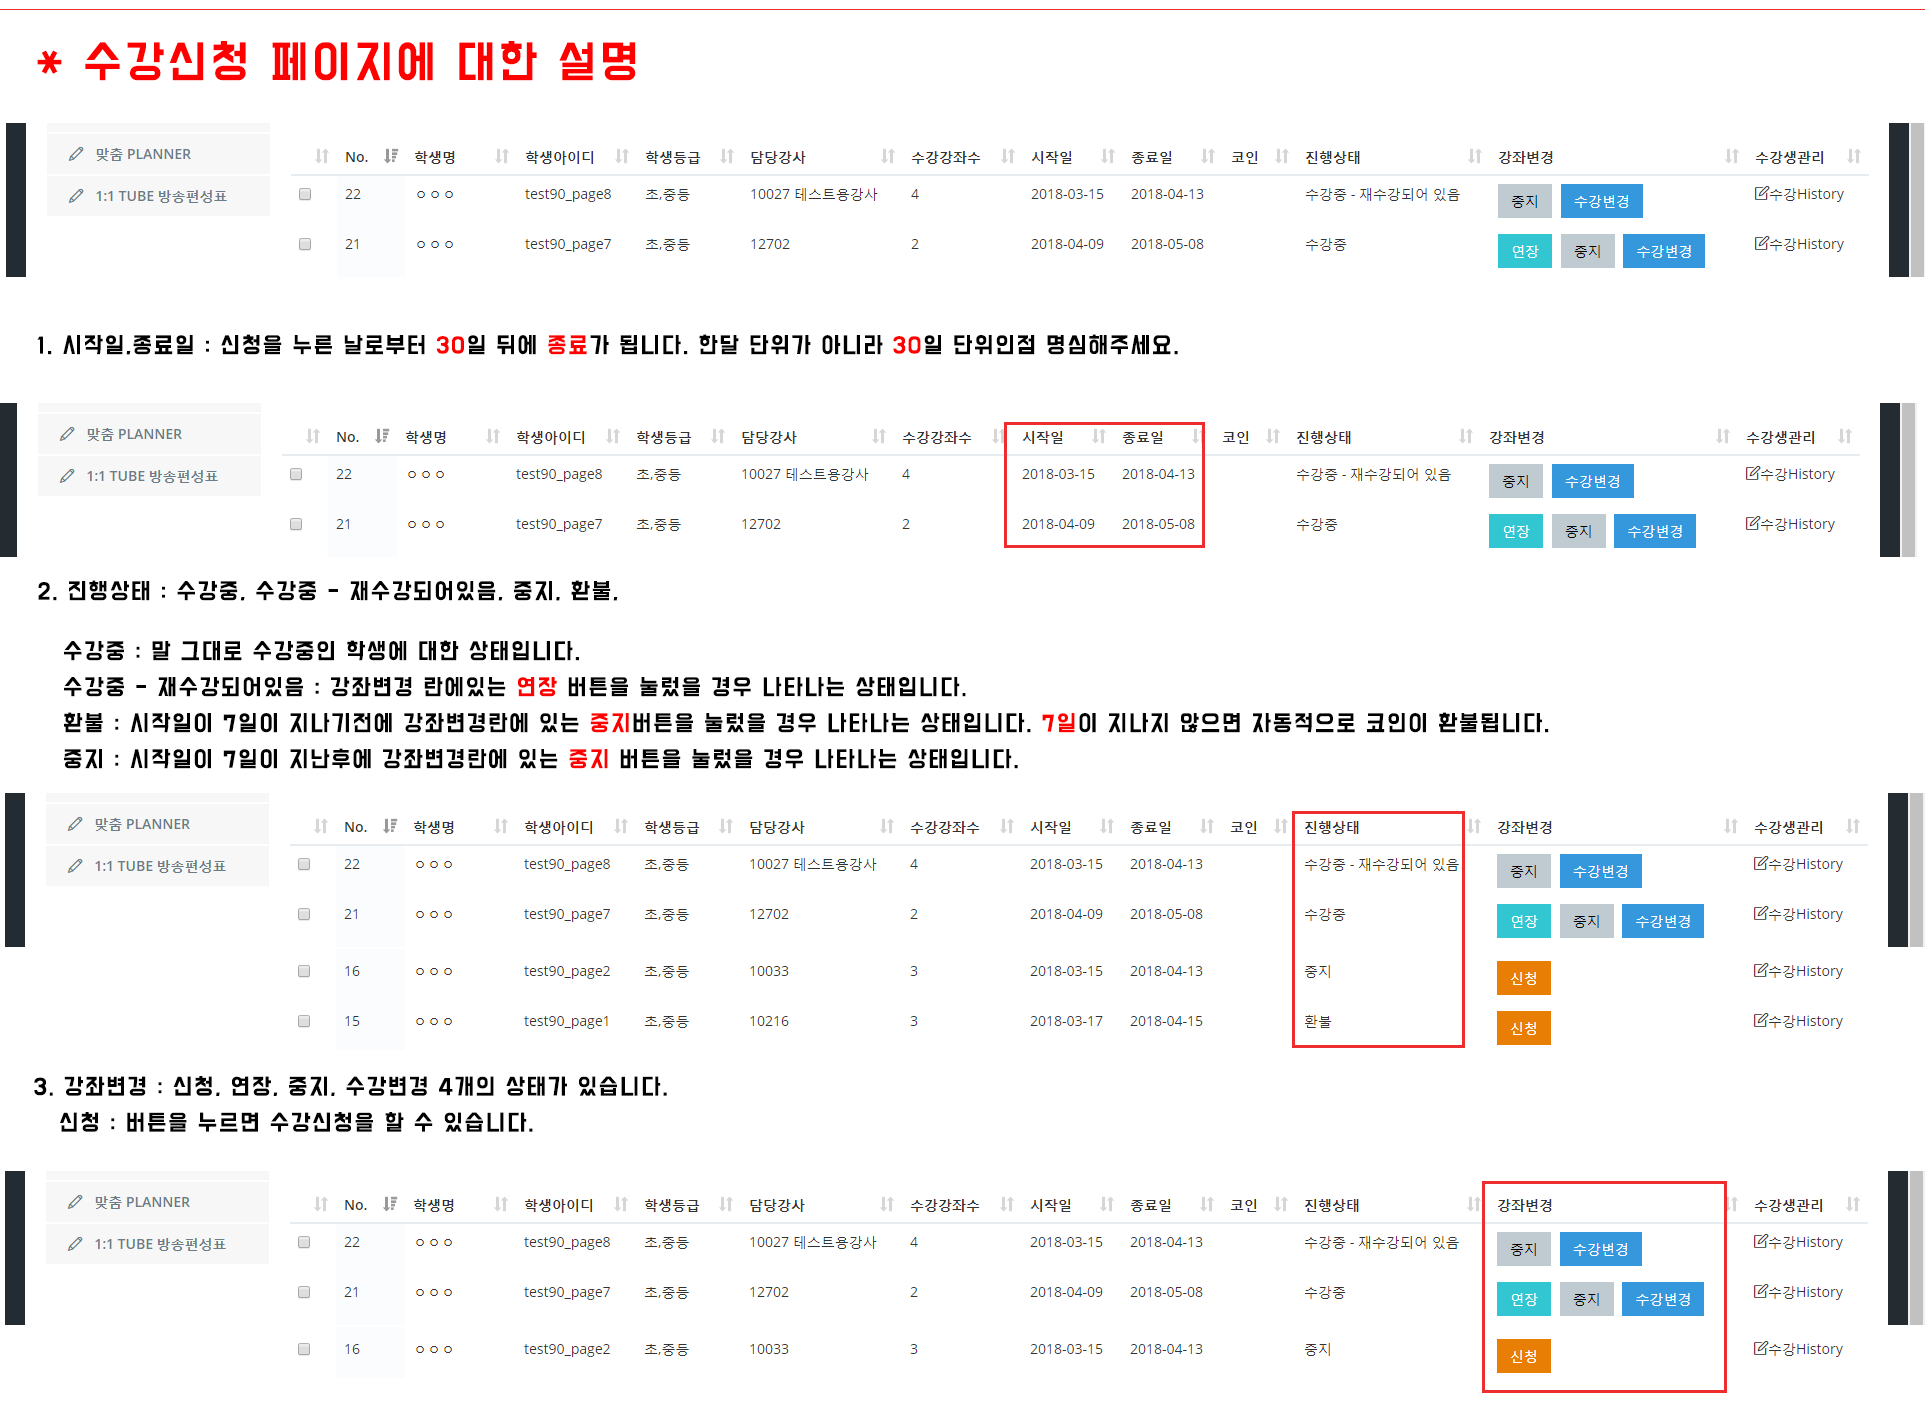 * 수강신청 페이지에 대한 설명
맞춤 PLANNER
1:1 TUBE 방송편성표
No. 학생명 학생아이디 학생등급 담당강사 수강강좌수 시작일 종료일 코인 진행상태 강좌변경 수강생관리
22 ㅇㅇㅇ test90_page8 초,중등 10027 테스트용강사 4 2018-03-15 2018-04-13 수강중 - 재수강되어 있음 중지 수강변경 수강History
21 ㅇㅇㅇ test90_page7 초,중등 12702 2 2018-04-09 2018-05-08 수강중 연장 중지 수강변경 수강History
1. 시작일,종료일 : 신청을 누른 날로부터 30일 뒤에 종료가 됩니다. 한달 단위가 아니라 30일 단위인점 명심해주세요.
맞춤 PLANNER
1:1 TUBE 방송편성표
No. 학생명 학생아이디 학생등급 담당강사 수강강좌수 시작일 종료일 코인 진행상태 강좌변경 수강생관리
22 ㅇㅇㅇ test90_page8 초,중등 10027 테스트용강사 4 2018-03-15 2018-04-13 수강중 - 재수강되어 있음 중지 수강변경 수강History
21 ㅇㅇㅇ test90_page7 초,중등 12702 2 2018-04-09 2018-05-08 수강중 연장 중지 수강변경 수강History
2. 진행상태 : 수강중, 수강중 - 재수강되어있음, 중지, 환불,
수강중 : 말 그대로 수강중인 학생에 대한 상태입니다.
수강중 - 재수강되어있음 : 강좌변경 란에있는 연장 버튼을 눌렀을 경우 나타나는 상태입니다.
환불 : 시작일이 7일이 지나기전에 강좌변경란에 있는 중지버튼을 눌렀을 경우 나타나는 상태입니다. 7일이 지나지 않으면 자동적으로 코인이 환불됩니다.
중지 : 시작일이 7일이 지난후에 강좌변경란에 있는 중지 버튼을 눌렀을 경우 나타나는 상태입니다.
맞춤 PLANNER
1:1 TUBE 방송편성표
No. 학생명 학생아이디 학생등급 담당강사 수강강좌수 시작일 종료일 코인 진행상태 강좌변경 수강생관리
22 ㅇㅇㅇ test90_page8 초,중등 10027 테스트용강사 4 2018-03-15 2018-04-13 수강중 - 재수강되어 있음 중지 수강변경 수강History
21 ㅇㅇㅇ test90_page7 초,중등 12702 2 2018-04-09 2018-05-08 수강중 연장 중지 수강변경 수강History
16 ㅇㅇㅇ test90_page2 초,중등 10033 3 2018-03-15 2018-04-13 중지 신청 수강History
15 ㅇㅇㅇ test90_page1 초,중등 10216 3 2018-03-17 2018-04-15 환불 신청 수강History
3. 강좌변경 : 신청, 연장, 중지, 수강변경 4개의 상태가 있습니다.
신청 : 버튼을 누르면 수강신청을 할 수 있습니다.
맞춤 PLANNER
1:1 TUBE 방송편성표
No. 학생명 학생아이디 학생등급 담당강사 수강강좌수 시작일 종료일 코인 진행상태 강좌변경 수강생관리
22 ㅇㅇㅇ test90_page8 초,중등 10027 테스트용강사 4 2018-03-15 2018-04-13 수강중 - 재수강되어 있음 중지 수강변경 수강History
21 ㅇㅇㅇ test90_page7 초,중등 12702 2 2018-04-09 2018-05-08 수강중 연장 중지 수강변경 수강History
16 ㅇㅇㅇ test90_page2 초,중등 10033 3 2018-03-15 2018-04-13 중지 신청 수강History